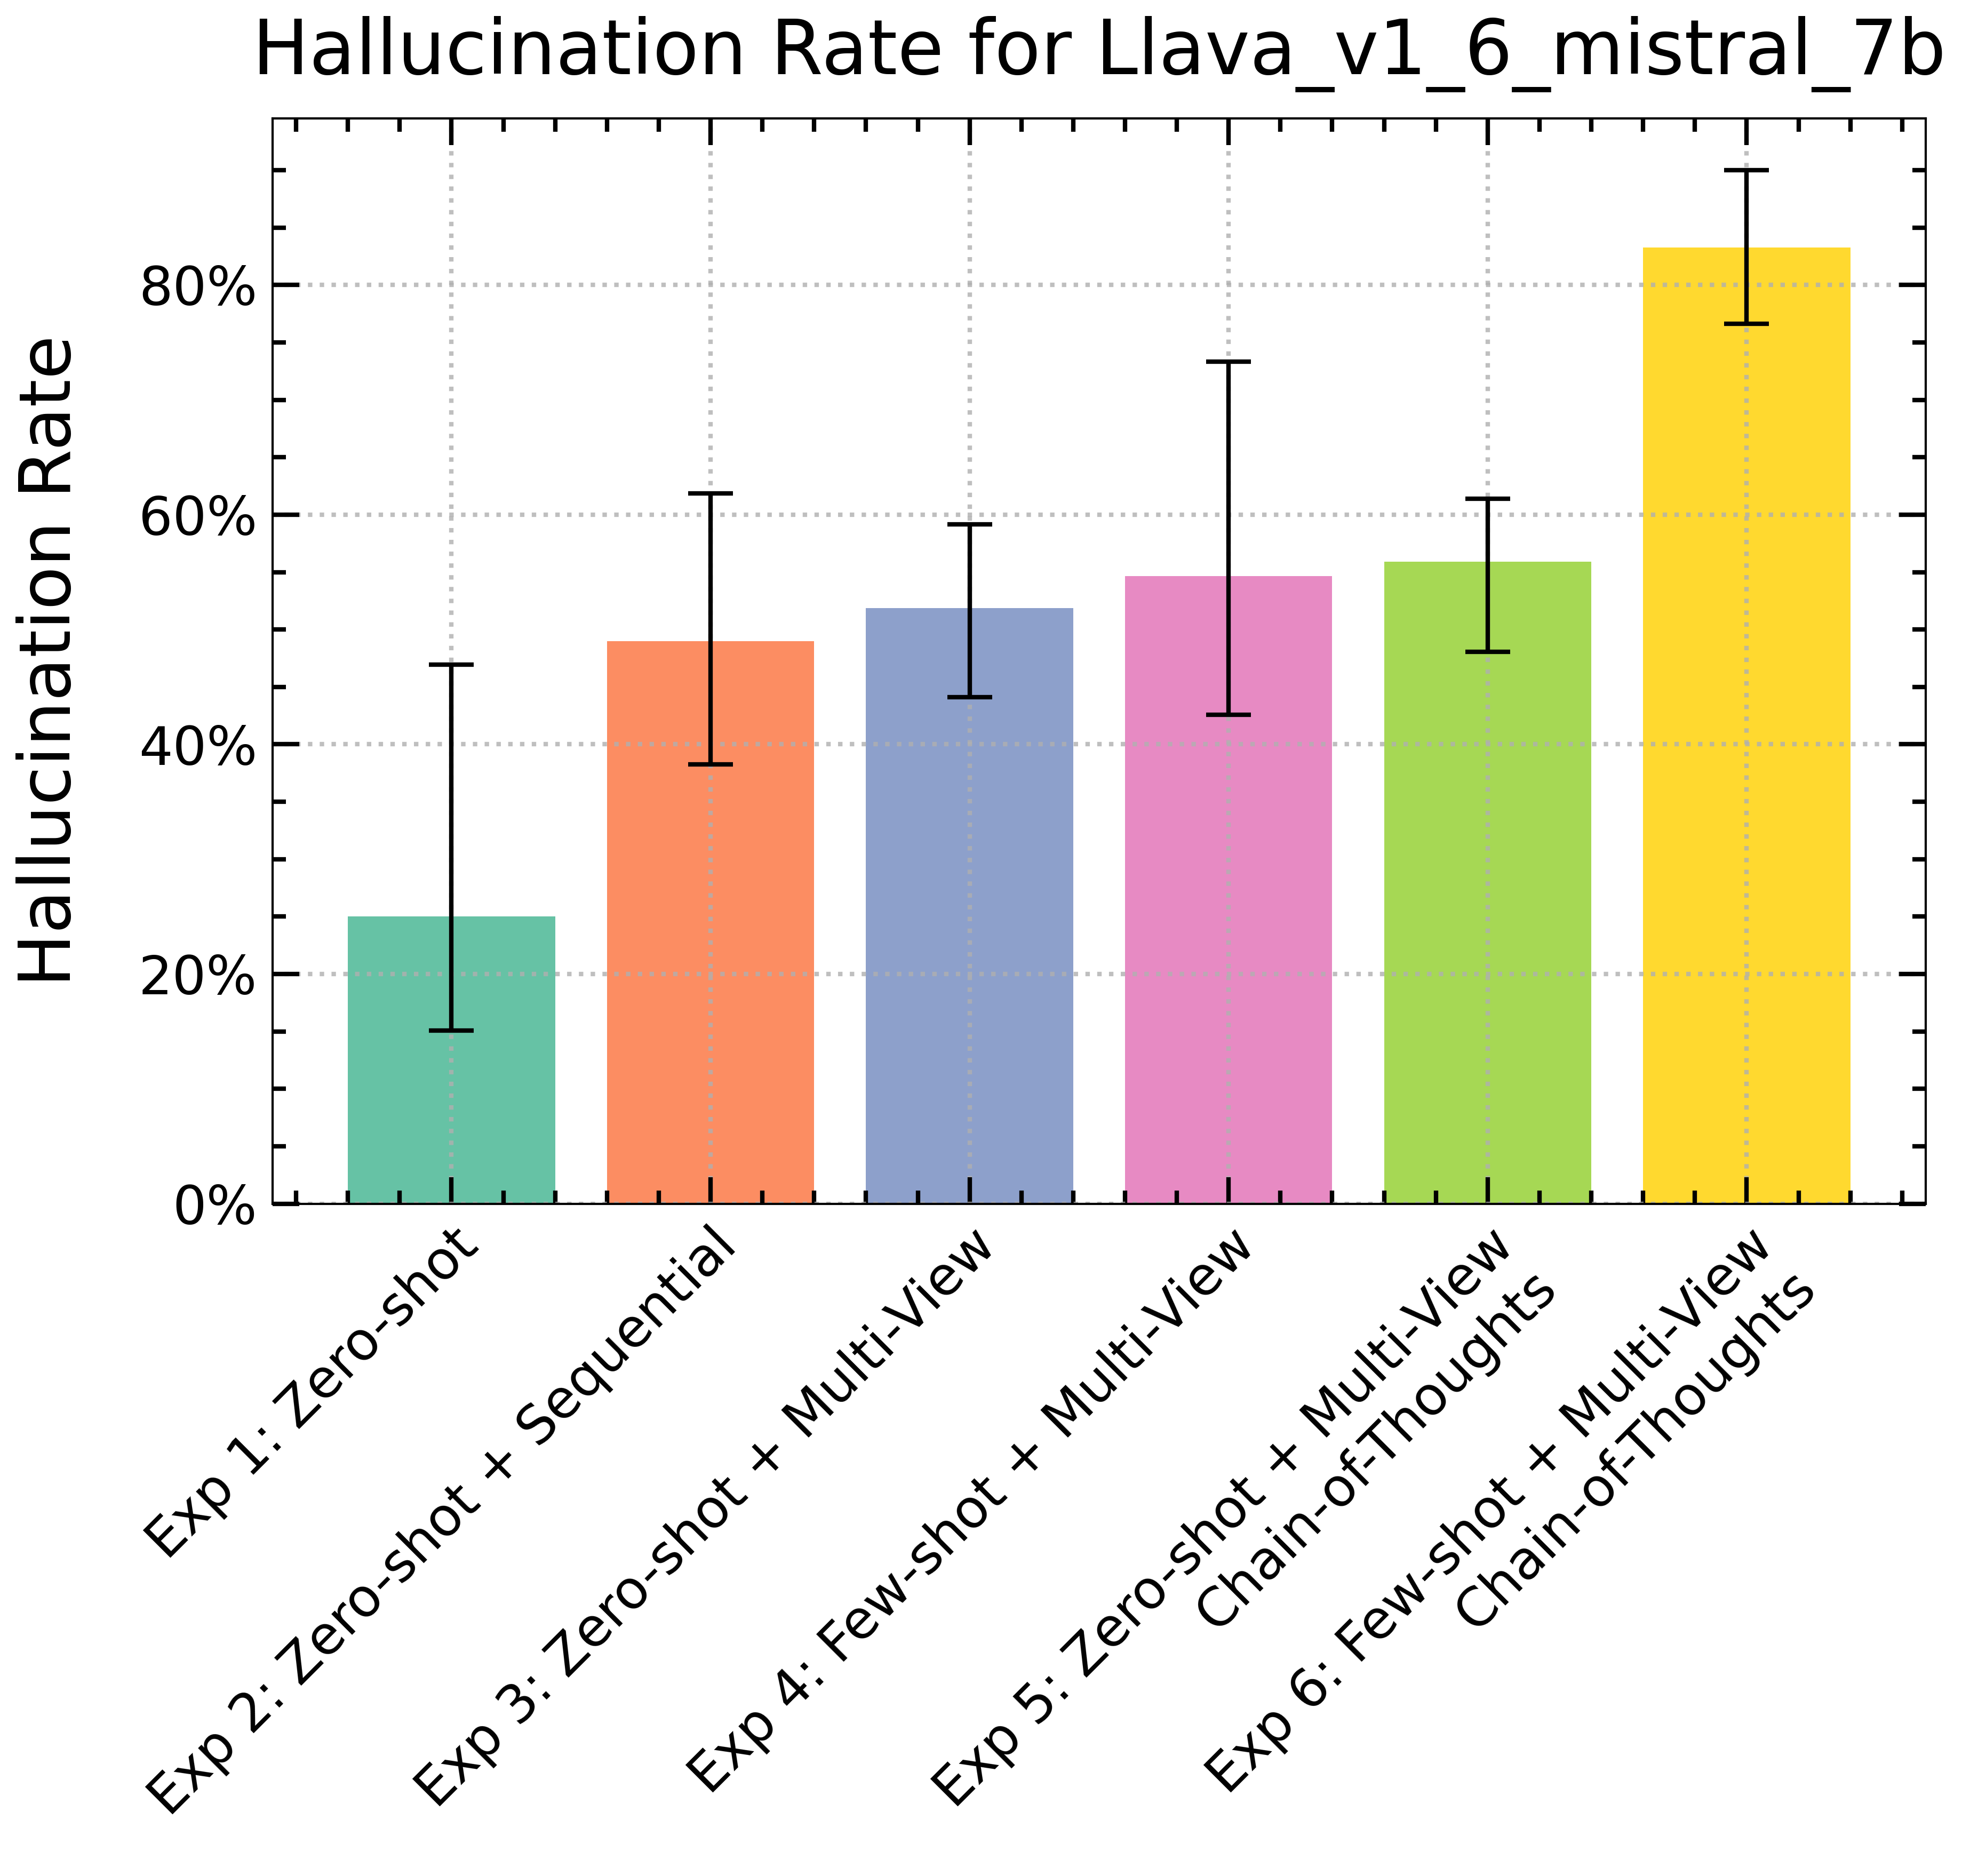 Hallucination Rate for Llava_v1_6_mistral_7b
Hallucination Rate
80%
60%
40%
20%
0%
Exp 1: Zero-shot
Exp 2: Zero-shot + Sequential
Exp 3: Zero-shot + Multi-View
Exp 4: Few-shot + Multi-View
Exp 5: Zero-shot + Multi-View
Chain-of-Thoughts
Exp 6: Few-shot + Multi-View
Chain-of-Thoughts